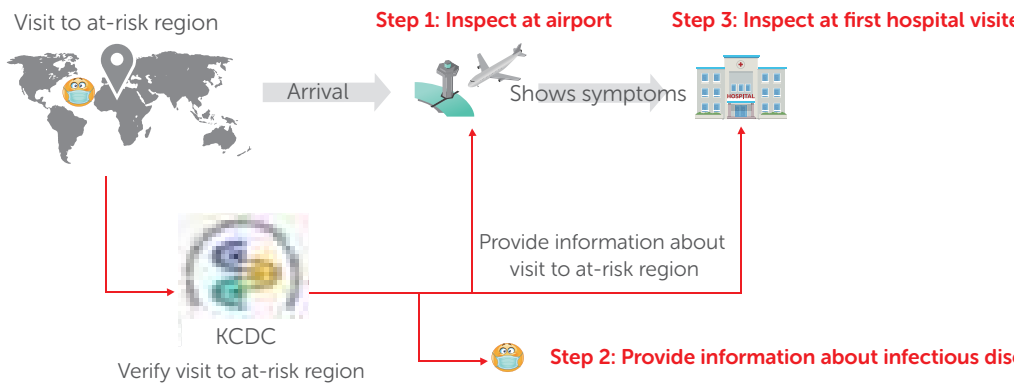 Visit to at-risk region
Step 1: Inspect at airport
Step 3: Inspect at first hospital visite
Arrival
Shows symptoms
HOSPITAL
Provide information about
visit to at-risk region
KCDC
Verify visit to at-risk region
Step 2: Provide information about infectious dise